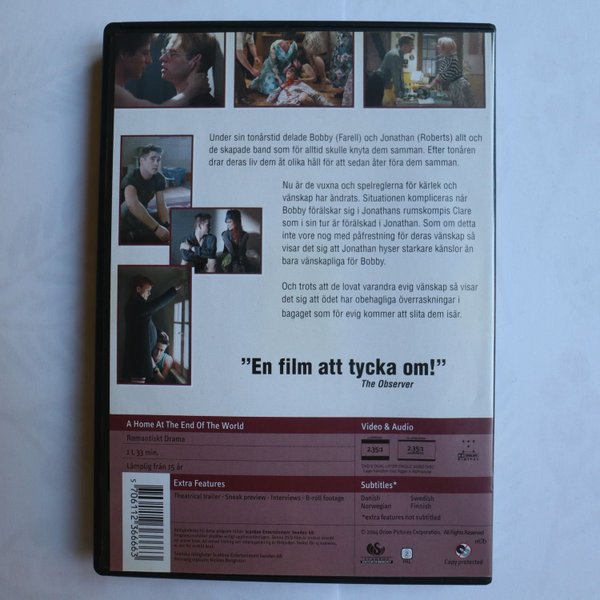 Under sin tonårstid delade Bobby (Farell) och Jonathan (Roberts) allt och
de skapade band som för alltid skulle knyta dem samman. Efter tonåren
drar deras liv dem åt olika håll för att sedan åter föra dem samman.
Nu är de vuxna och spelreglerna för kärlek och
vänskap har ändrats. Situationen kompliceras när
Bobby förälskar sig i Jonathans rumskompis Clare
som i sin tur är förälskad i Jonathan. Som om detta
inte vore nog med påfrestning för deras vänskap så
visar det sig att Jonathan hyser starkare känslor än
bara vänskapliga för Bobby.
Och trots att de lovat varandra evig vänskap så visar
det sig att ödet har obehagliga överraskningar i
bagaget som för evig kommer att slita dem isär.
”En film att tycka om!”
The Observer
A Home At The End Of The World
Romantiskt Drama
1 t. 33 min.
Lämplig från 15 år
Video & Audio
2.35:1
2.35:1
DIGITAL
Extra Features
Theatrical trailer - Sneak preview - Interviews - B-roll footage
Subtitles*
Danish Swedish
Norwegian Finnish
*extra features not subtitled
5 706112 366663
© 2004 Orion Pictures Corporation. All Rights Reserved
2
PAL
Copy protected